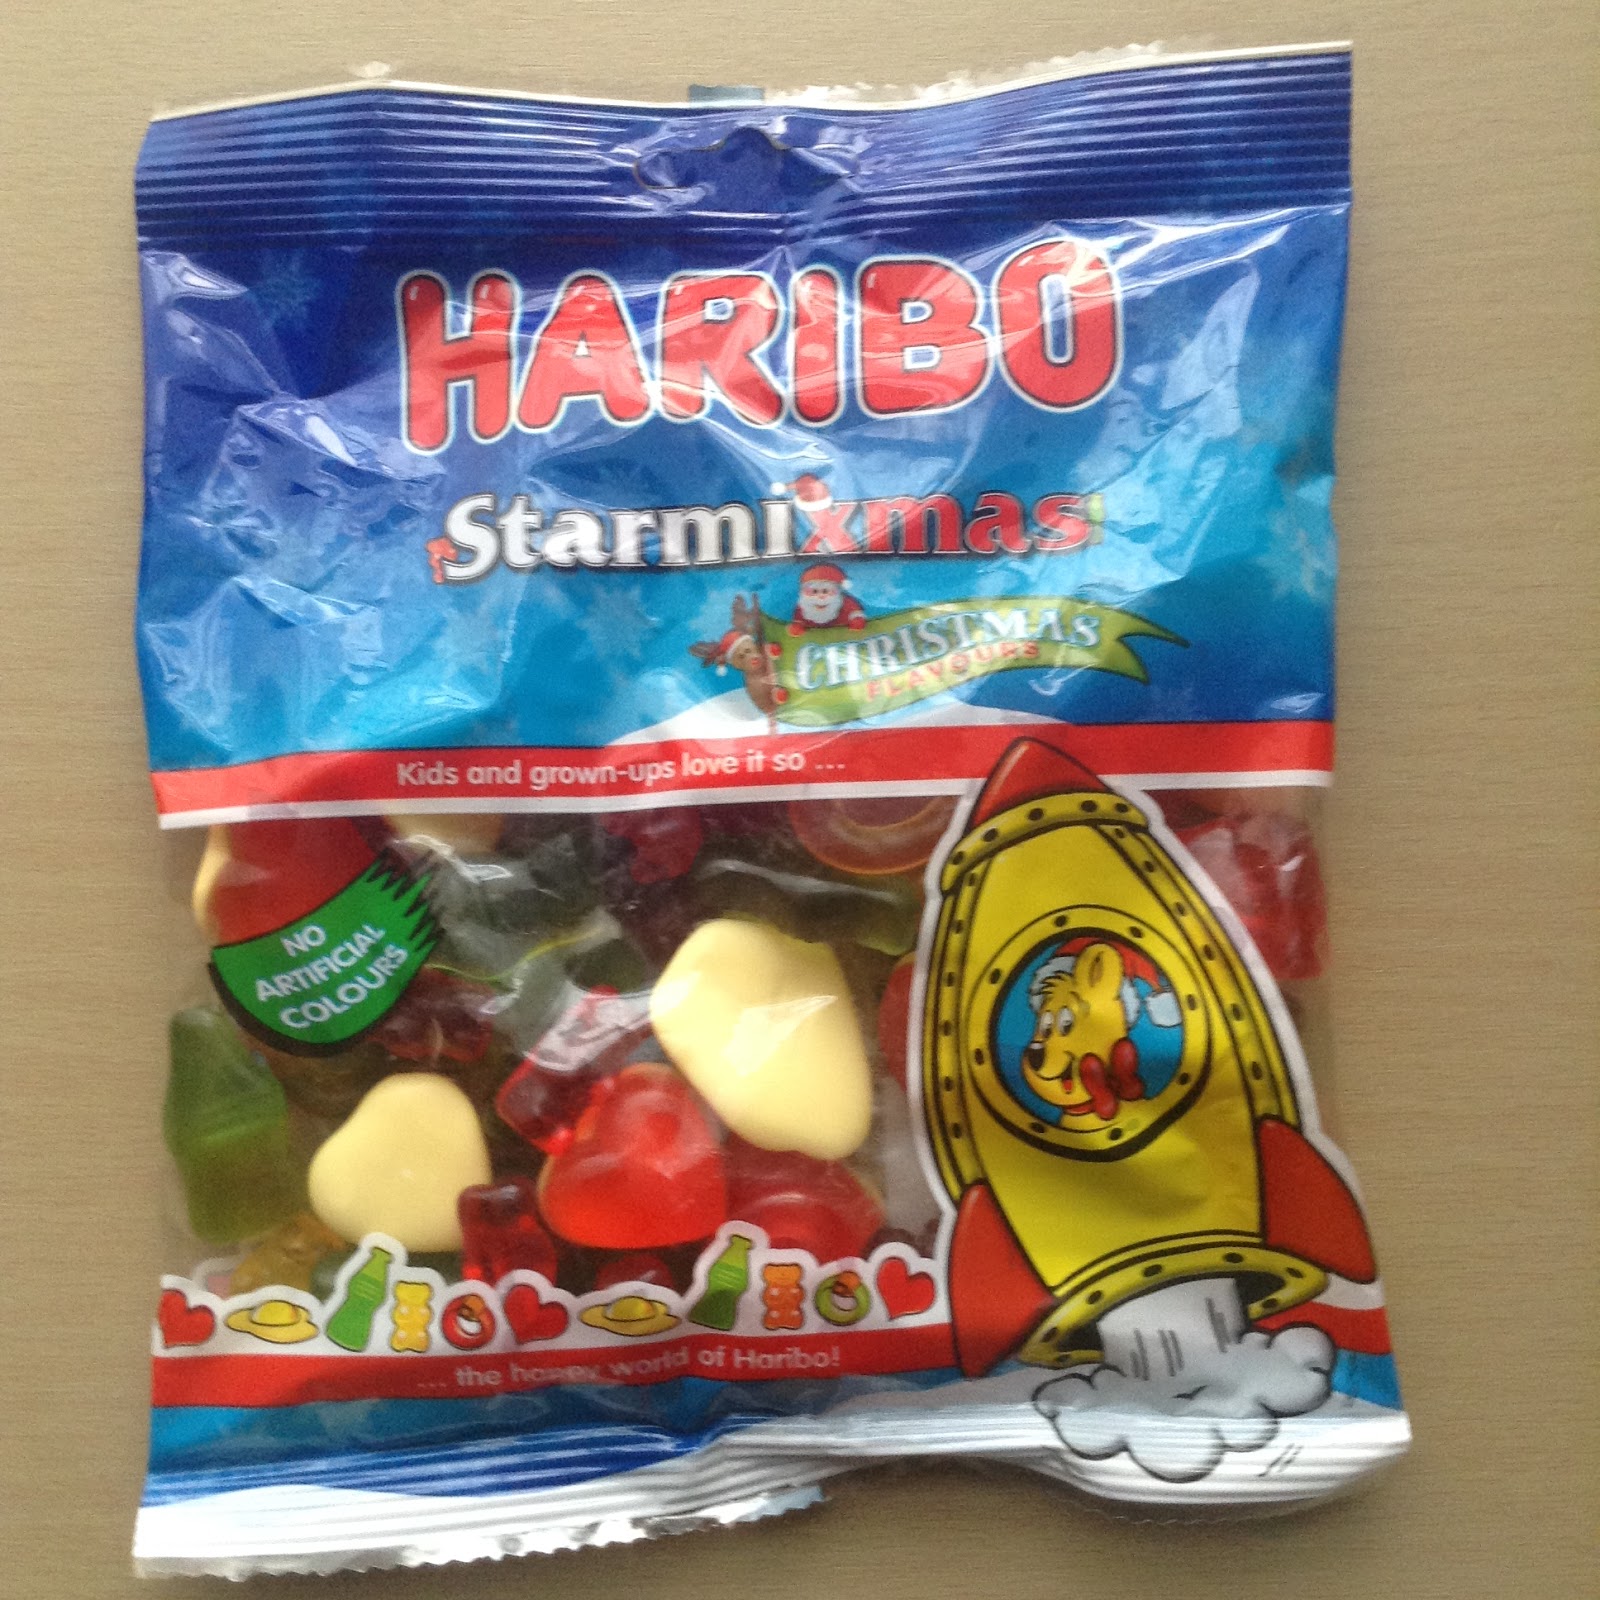 HARIBO
Starmixmas
CHRISTMAS
FLAVOURS
Kids and grown-ups love it so ...
NO
ARTIFICIAL
COLOURS
... the happy world of Haribo!